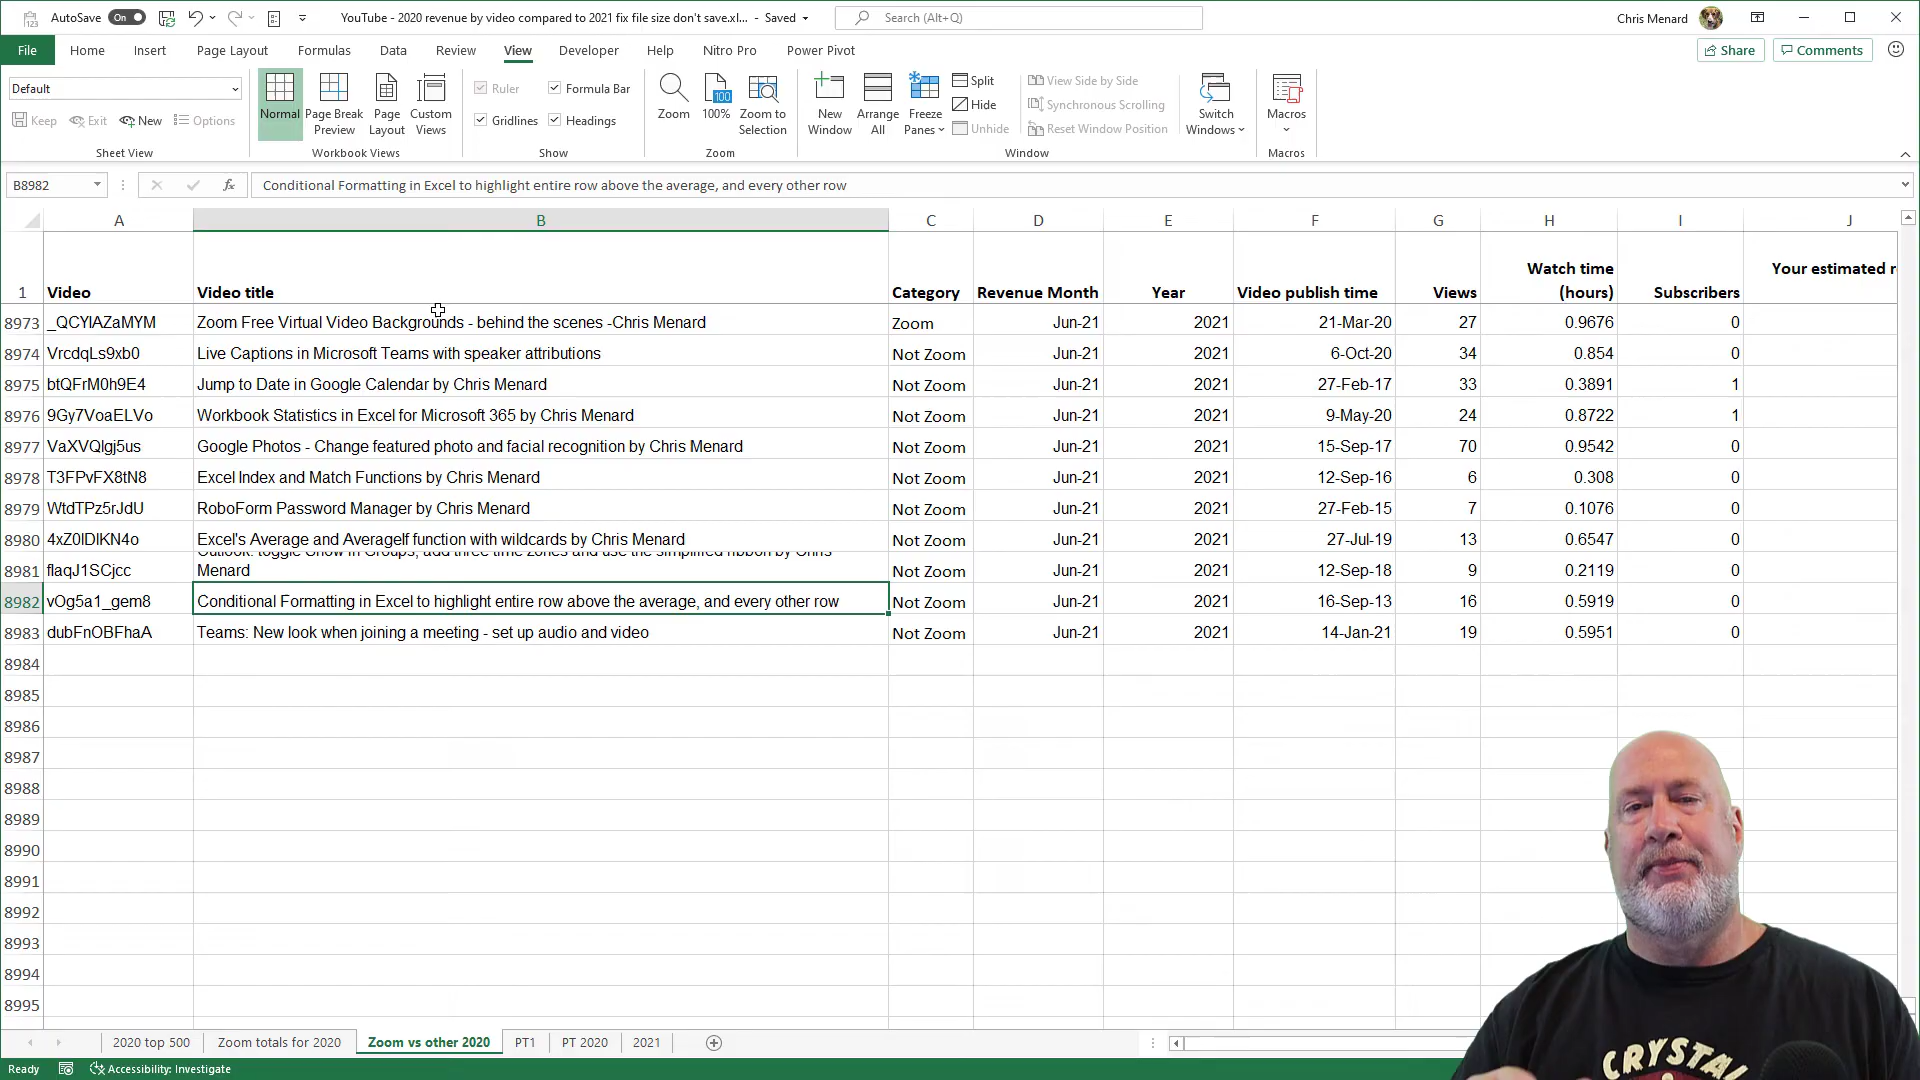 AutoSave On YouTube - 2020 revenue by video compared to 2021 fix file size don't save.xl... - Saved Search (Alt+Q) Chris Menard
File Home Insert Page Layout Formulas Data Review View Developer Help Nitro Pro Power Pivot Share Comments
Default
Keep Exit New Options
Sheet View
Normal Page Break Preview Page Layout Custom Views
Workbook Views
Ruler Formula Bar
Gridlines Headings
Show
Zoom 100% Zoom to Selection
Zoom
New Window Arrange All Freeze Panes
Split
Hide
Unhide
View Side by Side
Synchronous Scrolling
Reset Window Position
Switch Windows
Window
Macros
Macros
B8982 fx Conditional Formatting in Excel to highlight entire row above the average, and every other row
A B C D E F G H I J
1 Video Video title Category Revenue Month Year Video publish time Views Watch time (hours) Subscribers Your estimated r
8973 _QCYlAZaMYM Zoom Free Virtual Video Backgrounds - behind the scenes -Chris Menard Zoom Jun-21 2021 21-Mar-20 27 0.9676 0
8974 VrcdqLs9xb0 Live Captions in Microsoft Teams with speaker attributions Not Zoom Jun-21 2021 6-Oct-20 34 0.854 0
8975 btQFrM0h9E4 Jump to Date in Google Calendar by Chris Menard Not Zoom Jun-21 2021 27-Feb-17 33 0.3891 1
8976 9Gy7VoaELVo Workbook Statistics in Excel for Microsoft 365 by Chris Menard Not Zoom Jun-21 2021 9-May-20 24 0.8722 1
8977 VaXVQlgj5us Google Photos - Change featured photo and facial recognition by Chris Menard Not Zoom Jun-21 2021 15-Sep-17 70 0.9542 0
8978 T3FPvFX8tN8 Excel Index and Match Functions by Chris Menard Not Zoom Jun-21 2021 12-Sep-16 6 0.308 0
8979 WtdTPz5rJdU RoboForm Password Manager by Chris Menard Not Zoom Jun-21 2021 27-Feb-15 7 0.1076 0
8980 4xZ0lDlKN4o Excel's Average and AverageIf function with wildcards by Chris Menard Not Zoom Jun-21 2021 27-Jul-19 13 0.6547 0
Outlook: toggle Show in Groups, add three time zones and use the simplified ribbon by Chris
8981 flaqJ1SCjcc Menard Not Zoom Jun-21 2021 12-Sep-18 9 0.2119 0
8982 vOg5a1_gem8 Conditional Formatting in Excel to highlight entire row above the average, and every other row Not Zoom Jun-21 2021 16-Sep-13 16 0.5919 0
8983 dubFnOBFhaA Teams: New look when joining a meeting - set up audio and video Not Zoom Jun-21 2021 14-Jan-21 19 0.5951 0
8984
8985
8986
8987
8988
8989
8990
8991
8992
8993
8994
8995
2020 top 500 Zoom totals for 2020 Zoom vs other 2020 PT1 PT 2020 2021
Ready Accessibility: Investigate
CRYSTAL